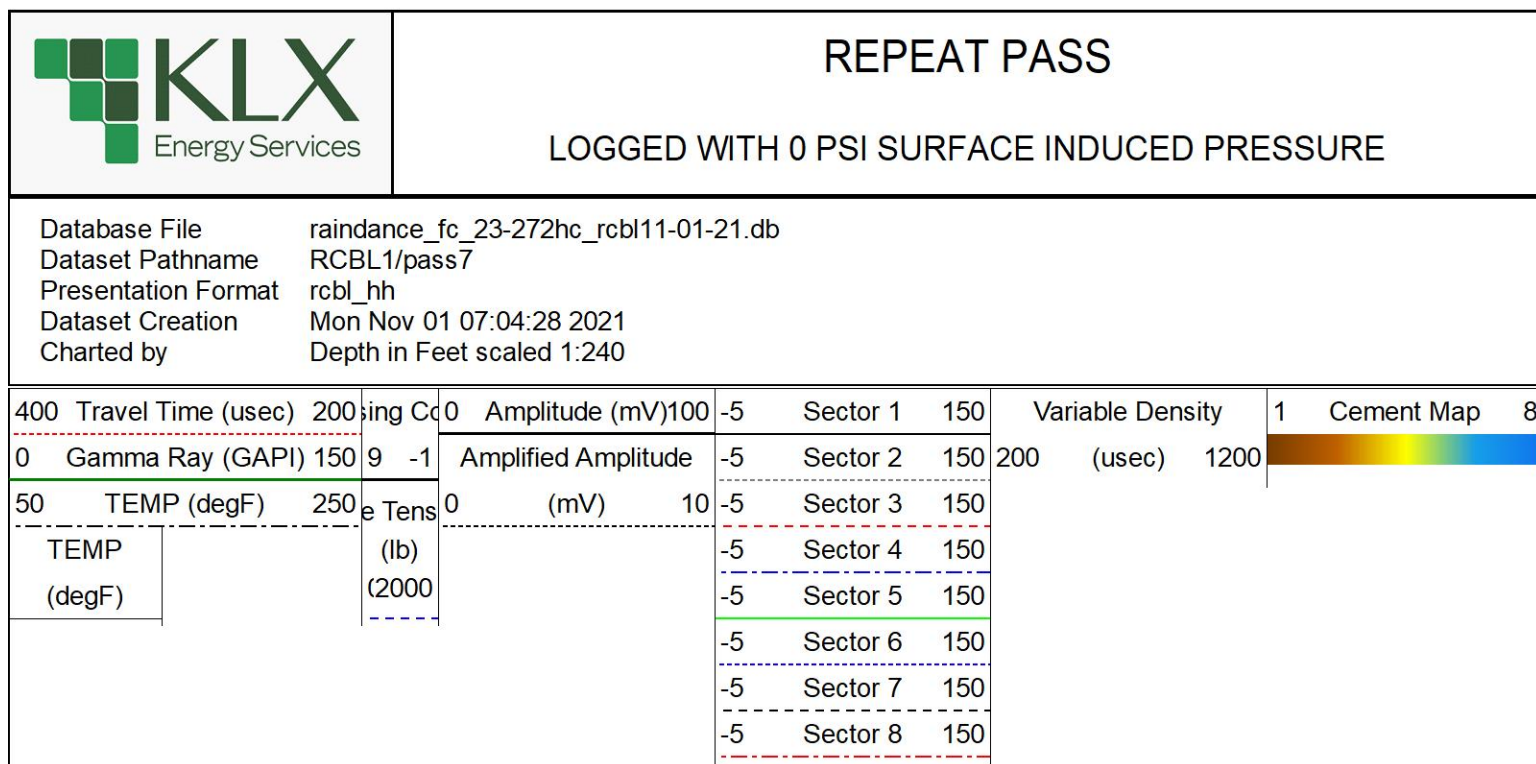 KLX
Energy Services
REPEAT PASS
LOGGED WITH 0 PSI SURFACE INDUCED PRESSURE
Database File raindance_fc_23-272hc_rcbl11-01-21.db
Dataset Pathname RCBL1/pass7
Presentation Format rcbl_hh
Dataset Creation Mon Nov 01 07:04:28 2021
Charted by Depth in Feet scaled 1:240
400 Travel Time (usec) 200
0 Gamma Ray (GAPI) 150
50 TEMP (degF) 250
TEMP
(degF)
sing Co
9 -1
e Tens
(lb)
2000
0 Amplitude (mV)100
Amplified Amplitude
0 (mV) 10
-5 Sector 1 150
-5 Sector 2 150
-5 Sector 3 150
-5 Sector 4 150
-5 Sector 5 150
-5 Sector 6 150
-5 Sector 7 150
-5 Sector 8 150
Variable Density
200 (usec) 1200
1 Cement Map 8